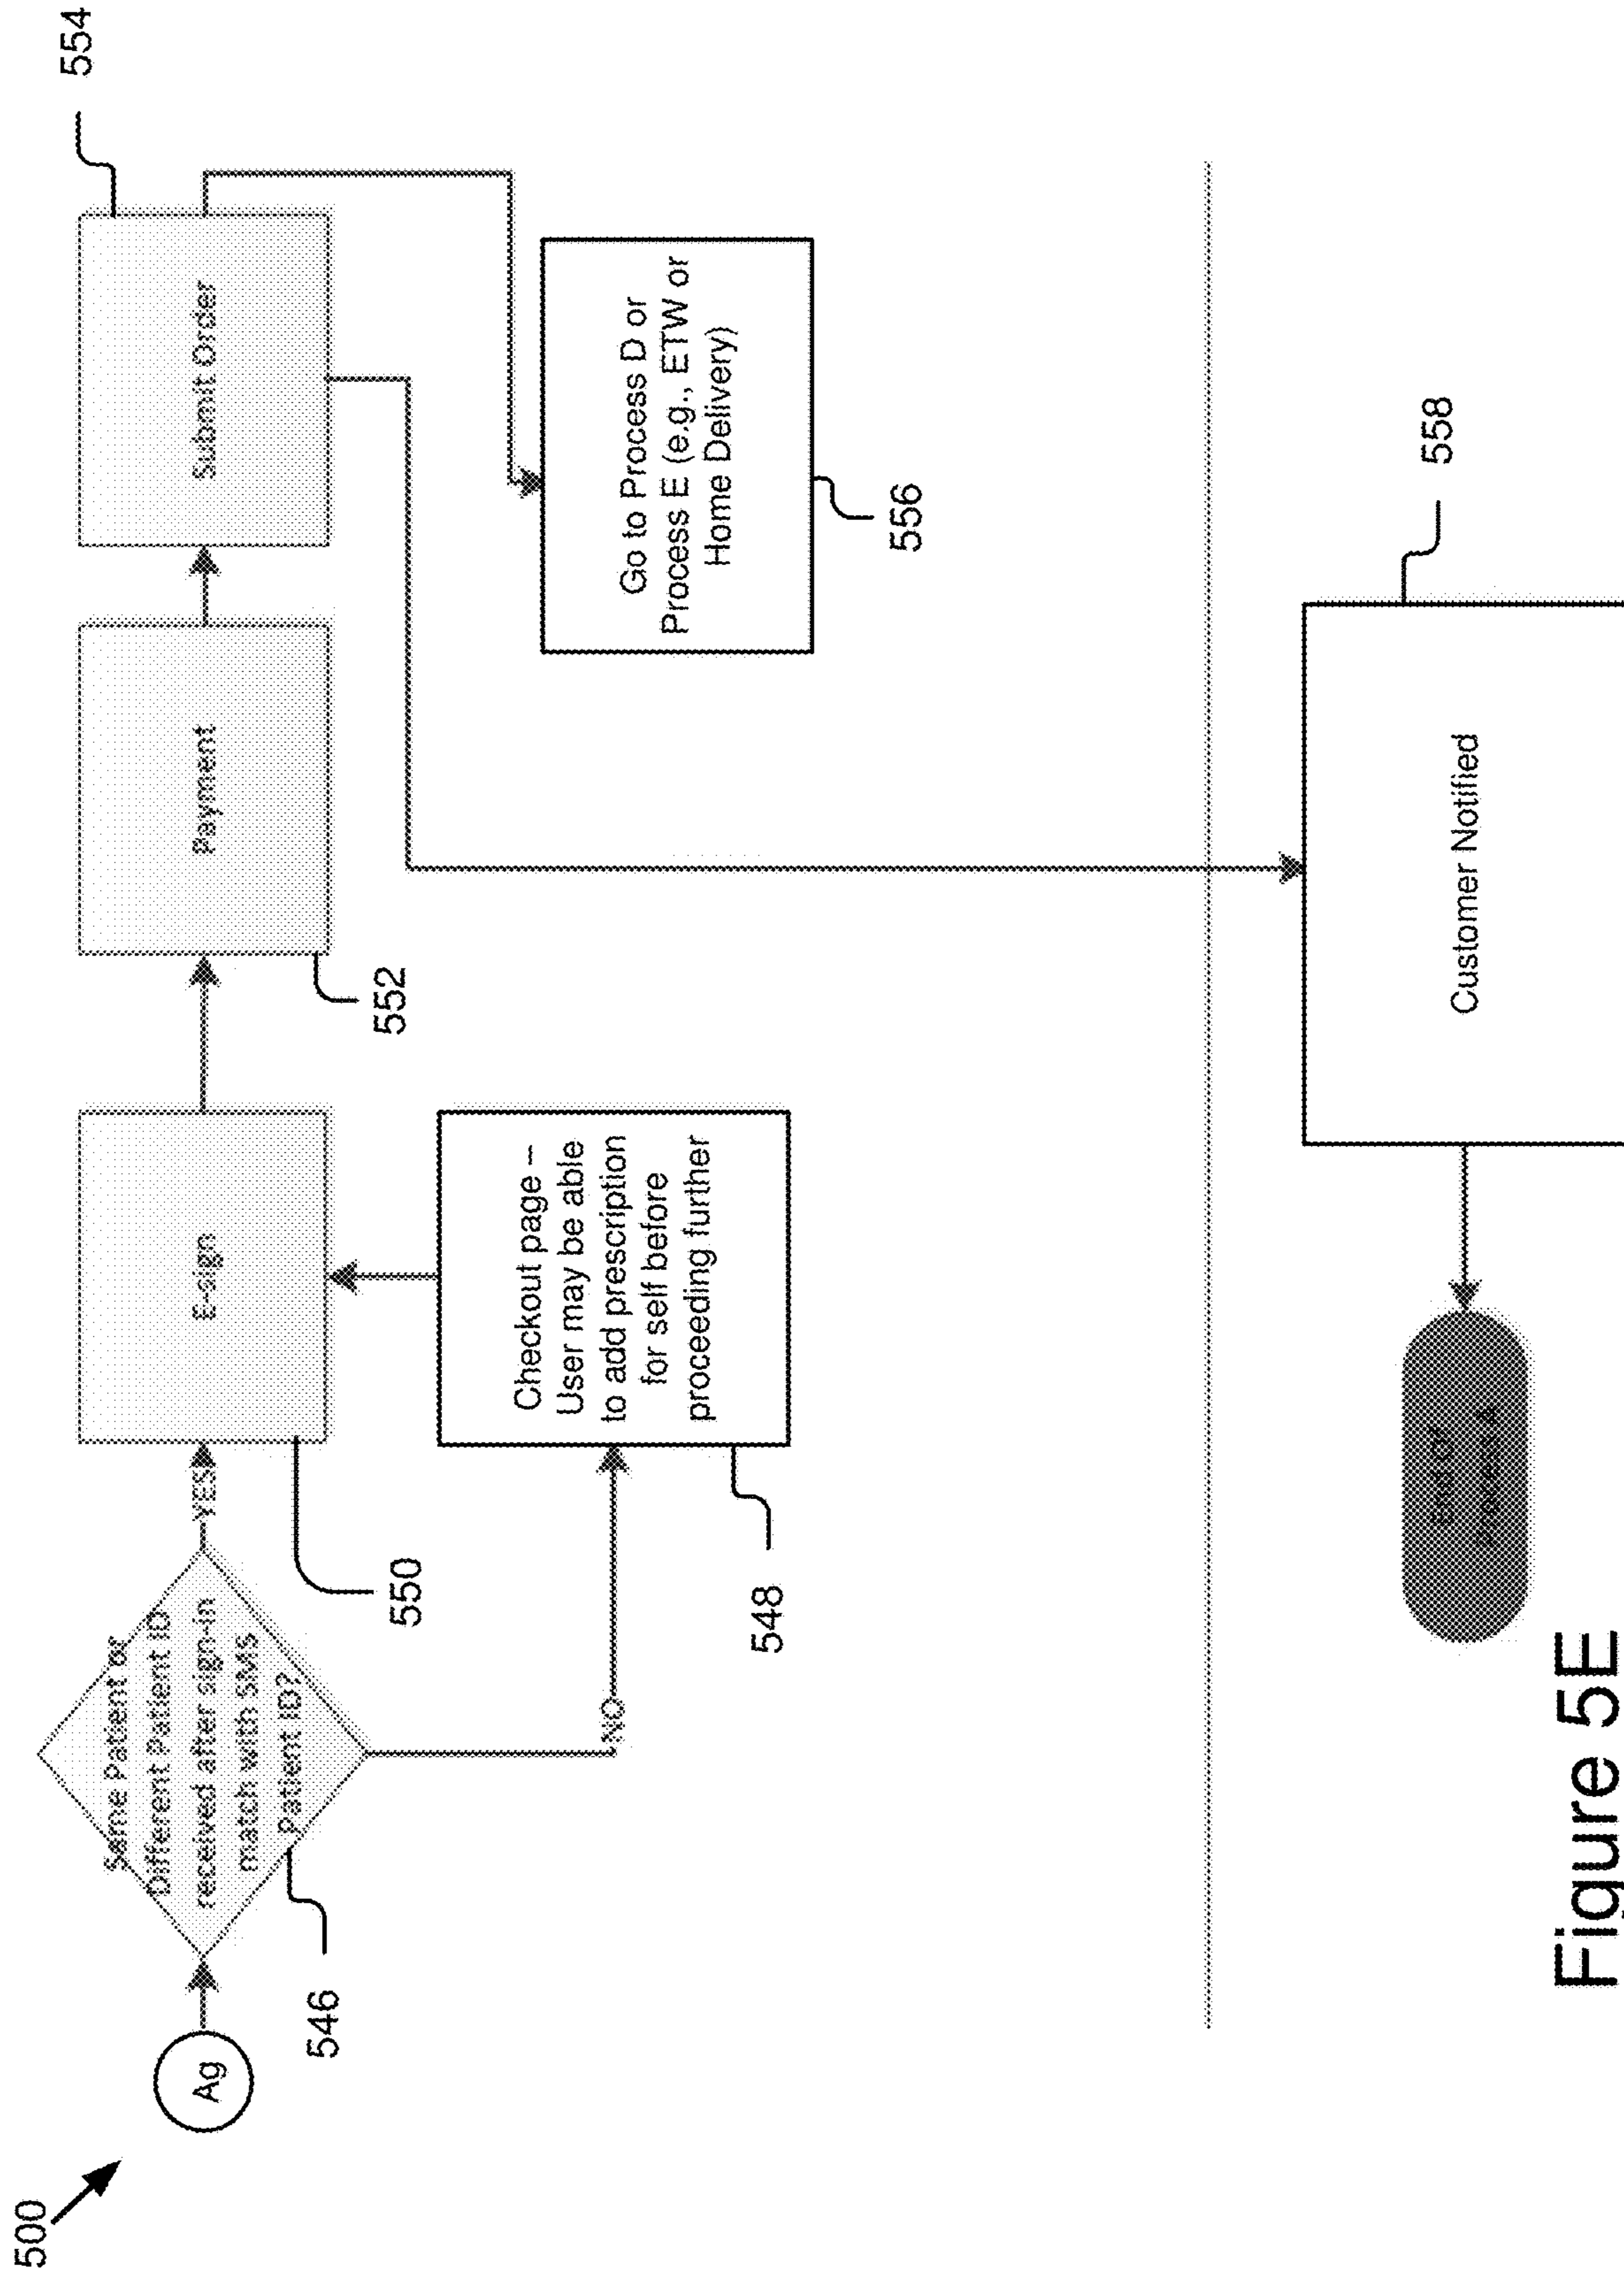 500
Ag
Same Patient or
Different Patient ID
received after sign-in
match with SMS
Patient ID?
546
YES
NO
E-sign
550
Checkout page –
User may be able
to add prescription
for self before
proceeding further
548
Payment
552
Submit Order
554
Go to Process D or
Process E (e.g., ETW or
Home Delivery)
556
Customer Notified
558
End Of
Process A
Figure 5E